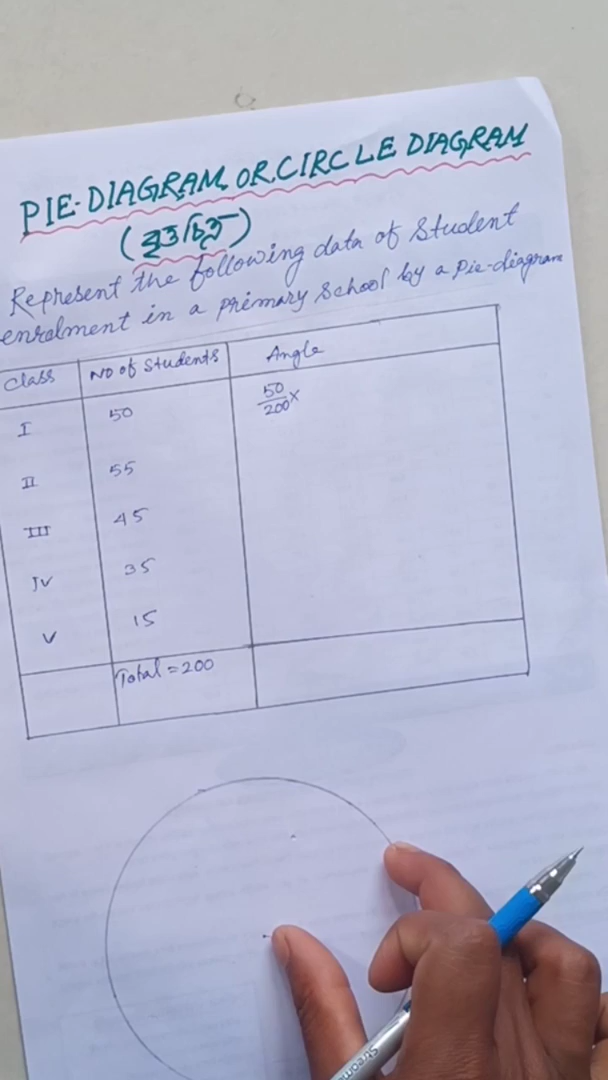 PIE-DIAGRAM OR CIRCLE DIAGRAM
Represent the following data of Student
enrolment in a primary School by a Pie-diagram
Class No of Students Angle
I 50 50/200 ×
II 55
III 45
IV 35
V 15
Total = 200